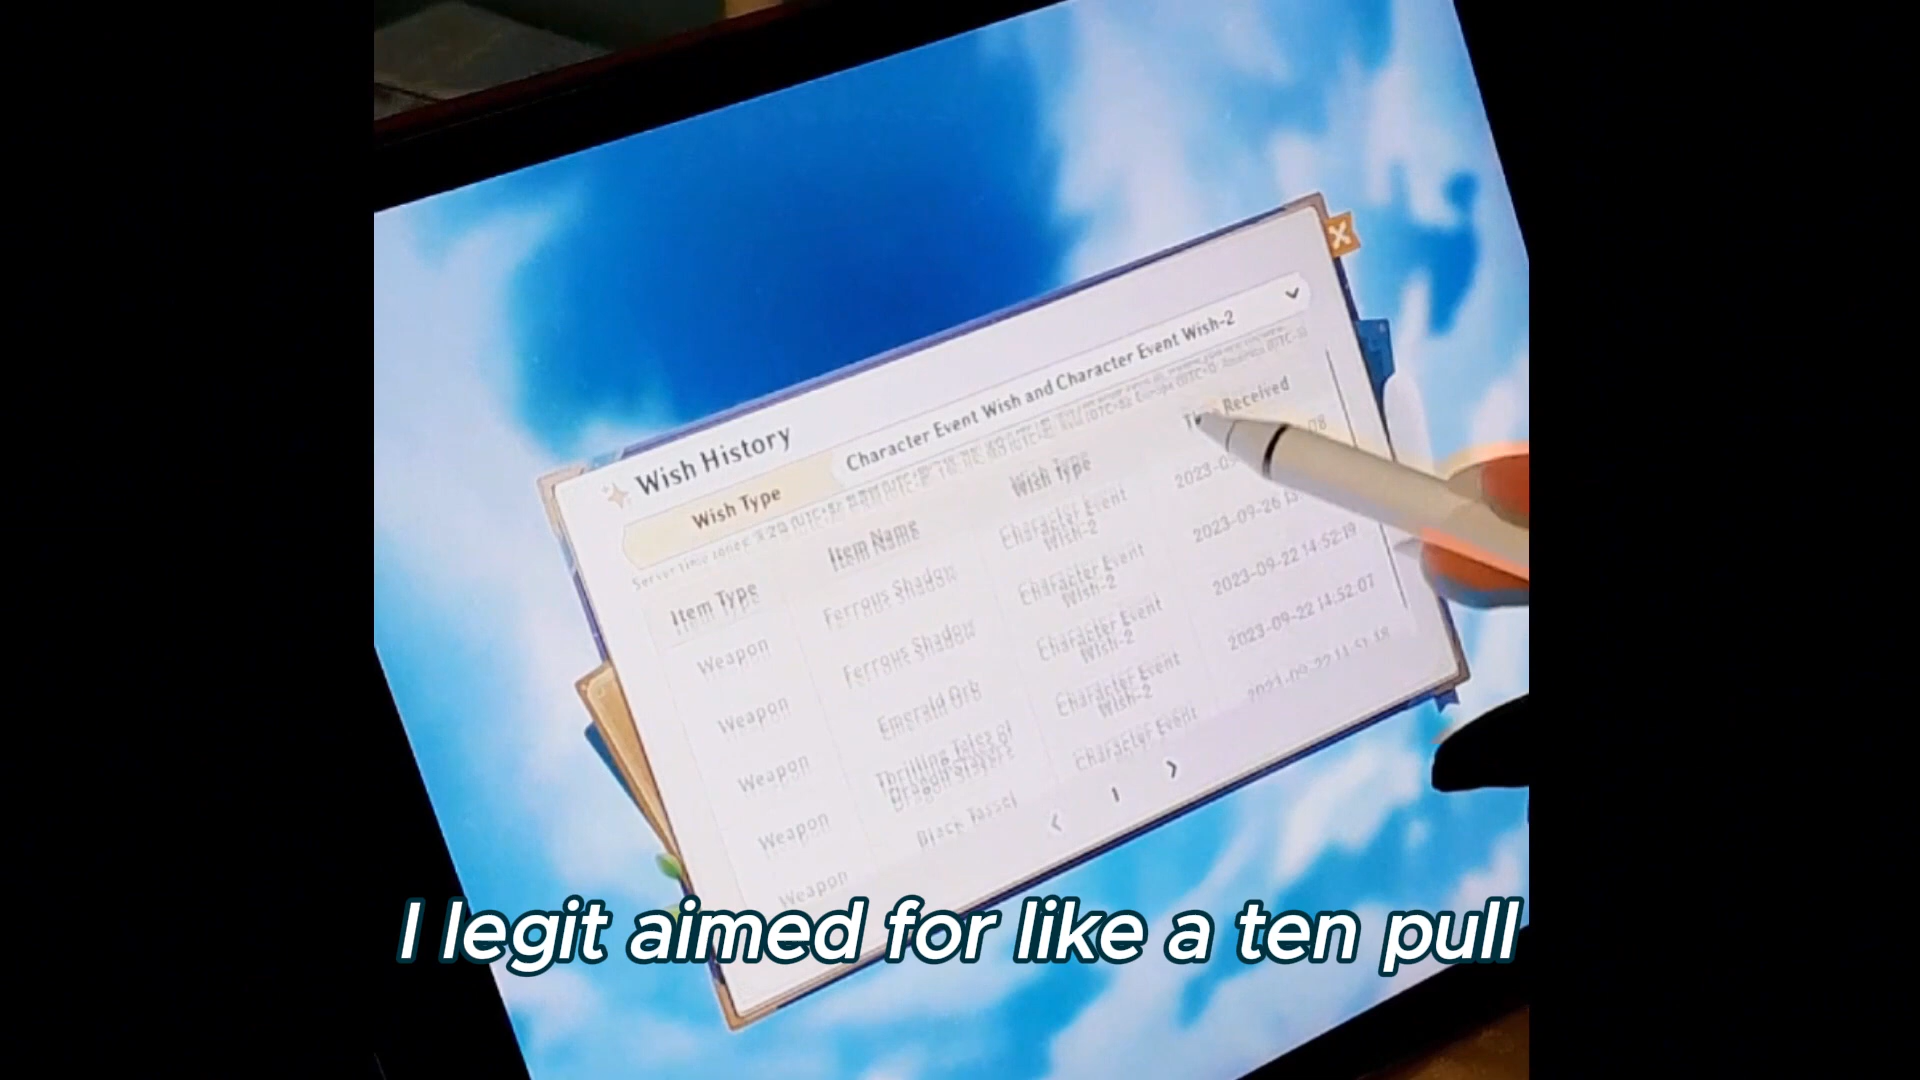 Wish History
Wish Type
Character Event Wish and Character Event Wish-2
Item Type
Item Name
Wish Type
Received
Weapon
Ferrous Shadow
Character Event
Wish-2
Weapon
Ferrous Shadow
Character Event
Wish-2
2023-09-26
Weapon
Emerald Orb
Character Event
Wish-2
2023-09-22 14:52:19
Weapon
Thrilling Tales of
Dragon Slayers
Character Event
Wish-2
2023-09-22 14:52:07
Weapon
Black Tassel
Character Event
1
I legit aimed for like a ten pull